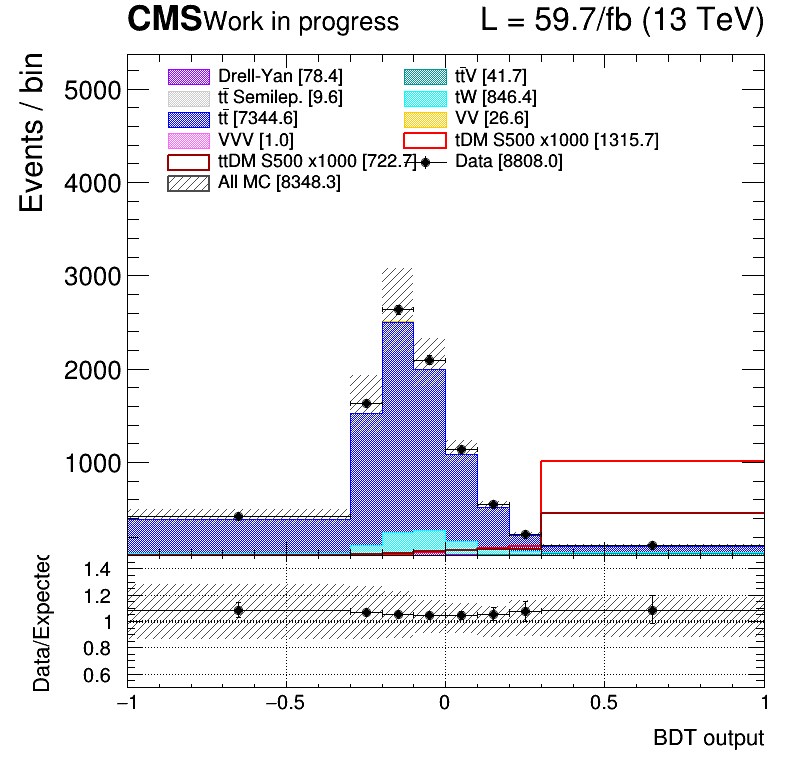 CMS Work in progress L = 59.7/fb (13 TeV)
Events / bin
5000
4000
3000
2000
1000
Drell-Yan [78.4] tt̄V [41.7]
tt̄ Semilep. [9.6] tW [846.4]
tt̄ [7344.6] VV [26.6]
VVV [1.0] tDM S500 x1000 [1315.7]
ttDM S500 x1000 [722.7] Data [8808.0]
All MC [8348.3]
Data/Expected
1.4
1.2
1
0.8
0.6
−1 −0.5 0 0.5 1
BDT output